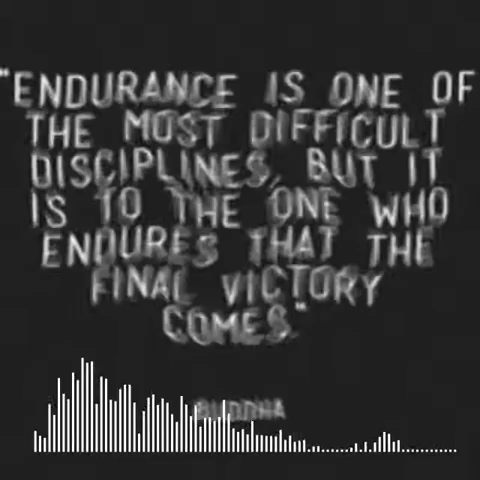 "ENDURANCE IS ONE OF
THE MOST DIFFICULT
DISCIPLINES, BUT IT
IS TO THE ONE WHO
ENDURES THAT THE
FINAL VICTORY
COMES."
BUDDHA